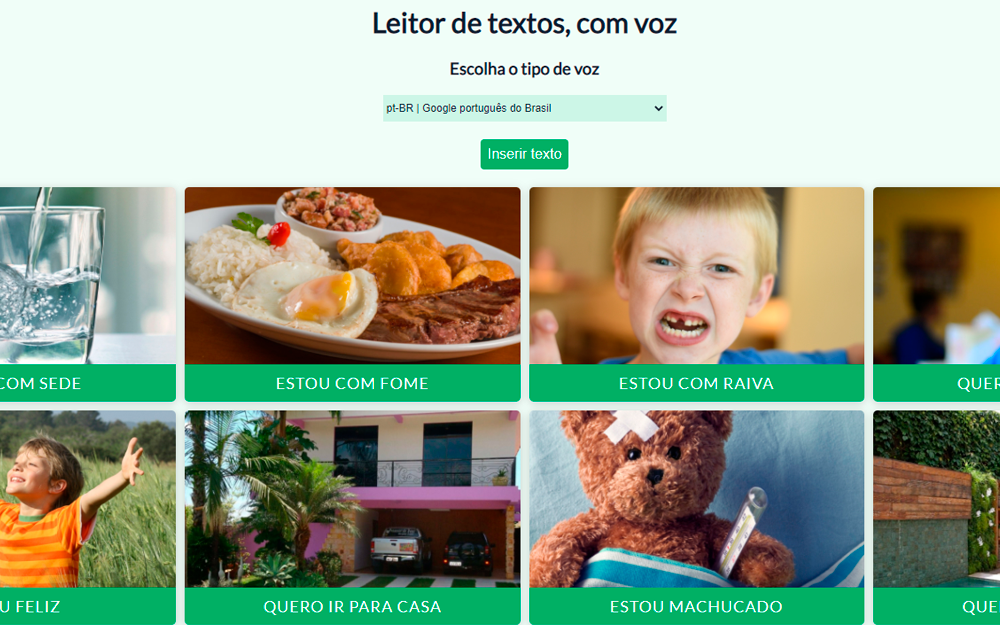 Leitor de textos, com voz
Escolha o tipo de voz
pt-BR | Google português do Brasil
Inserir texto
COM SEDE
ESTOU COM FOME
ESTOU COM RAIVA
QUER
U FELIZ
QUERO IR PARA CASA
ESTOU MACHUCADO
QUE